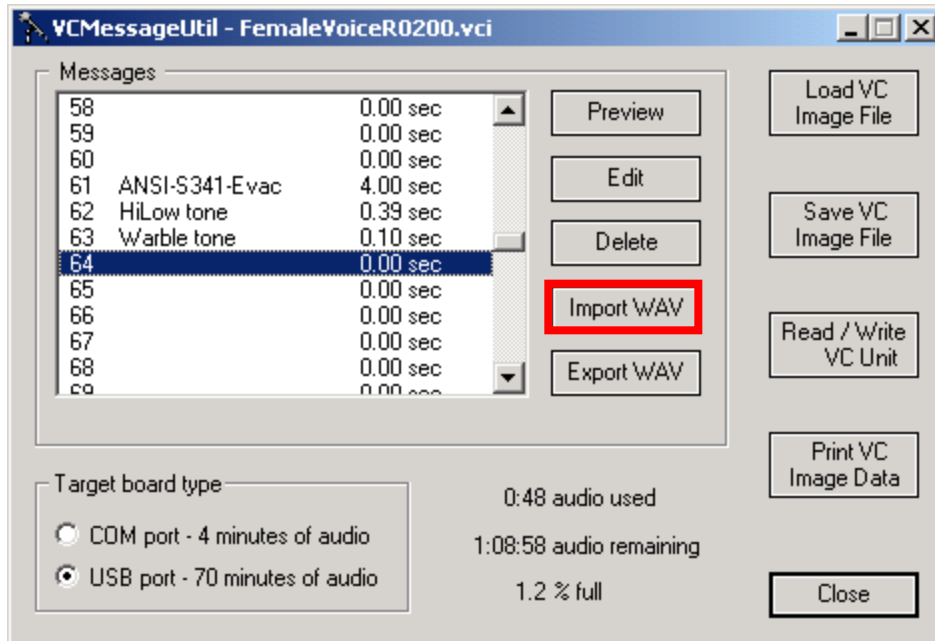 VCMessageUtil - FemaleVoiceR0200.vci
Messages
58 0.00 sec
59 0.00 sec
60 0.00 sec
61 ANSI-S341-Evac 4.00 sec
62 HiLow tone 0.39 sec
63 Warble tone 0.10 sec
64 0.00 sec
65 0.00 sec
66 0.00 sec
67 0.00 sec
68 0.00 sec
69 0.00 sec
Preview
Edit
Delete
Import WAV
Export WAV
Load VC
Image File
Save VC
Image File
Read / Write
VC Unit
Print VC
Image Data
Close
Target board type
COM port - 4 minutes of audio
USB port - 70 minutes of audio
0:48 audio used
1:08:58 audio remaining
1.2 % full